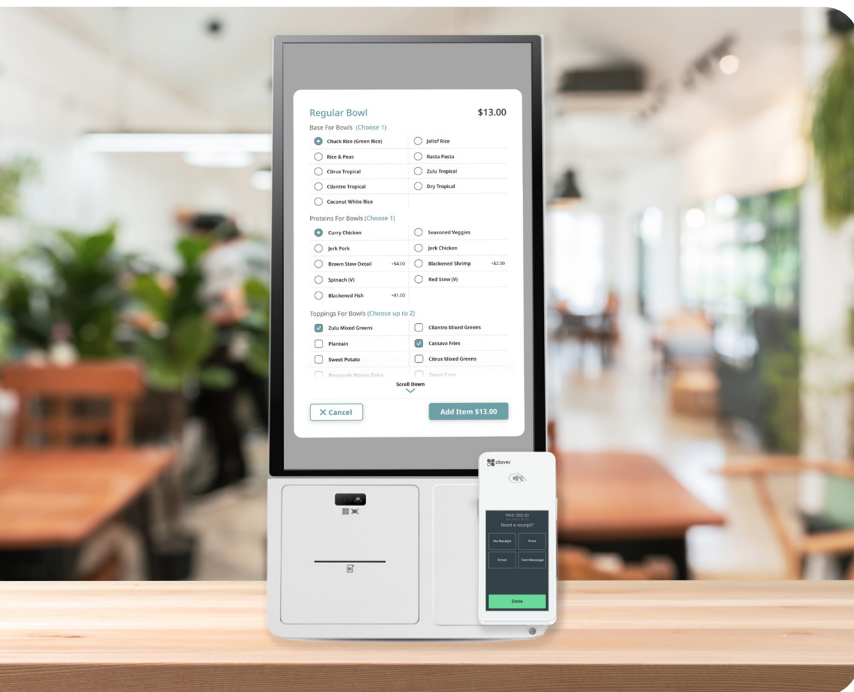 Regular Bowl $13.00
Base For Bowls (Choose 1)
Chack Rice (Green Rice) Jollof Rice
Rice & Peas Rasta Pasta
Citrus Tropical Zulu Tropical
Cilantro Tropical Dry Tropical
Coconut White Rice
Proteins For Bowls (Choose 1)
Curry Chicken Seasoned Veggies
Jerk Pork Jerk Chicken
Brown Stew Oxtail +$4.00 Blackened Shrimp
Spinach (V) Red Stew (V)
Blackened Fish +$1.00
Toppings For Bowls (Choose up to 2)
Zulu Mixed Greens Cilantro Mixed Greens
Plantain Cassava Fries
Sweet Potato Citrus Mixed Greens
Scroll Down
Cancel Add Item $13.00
clover
Need a receipt?
No Receipt Print
Email Text Message
Done